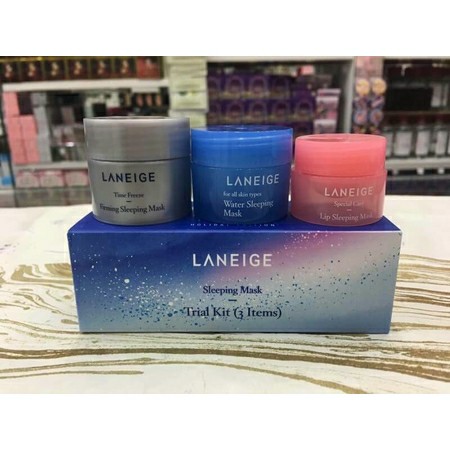 LANEIGE
Time Freeze
Firming Sleeping Mask
LANEIGE
for all skin types
Water Sleeping
Mask
LANEIGE
Special Care
Lip Sleeping Mask
LANEIGE
Sleeping Mask
Trial Kit (3 Items)